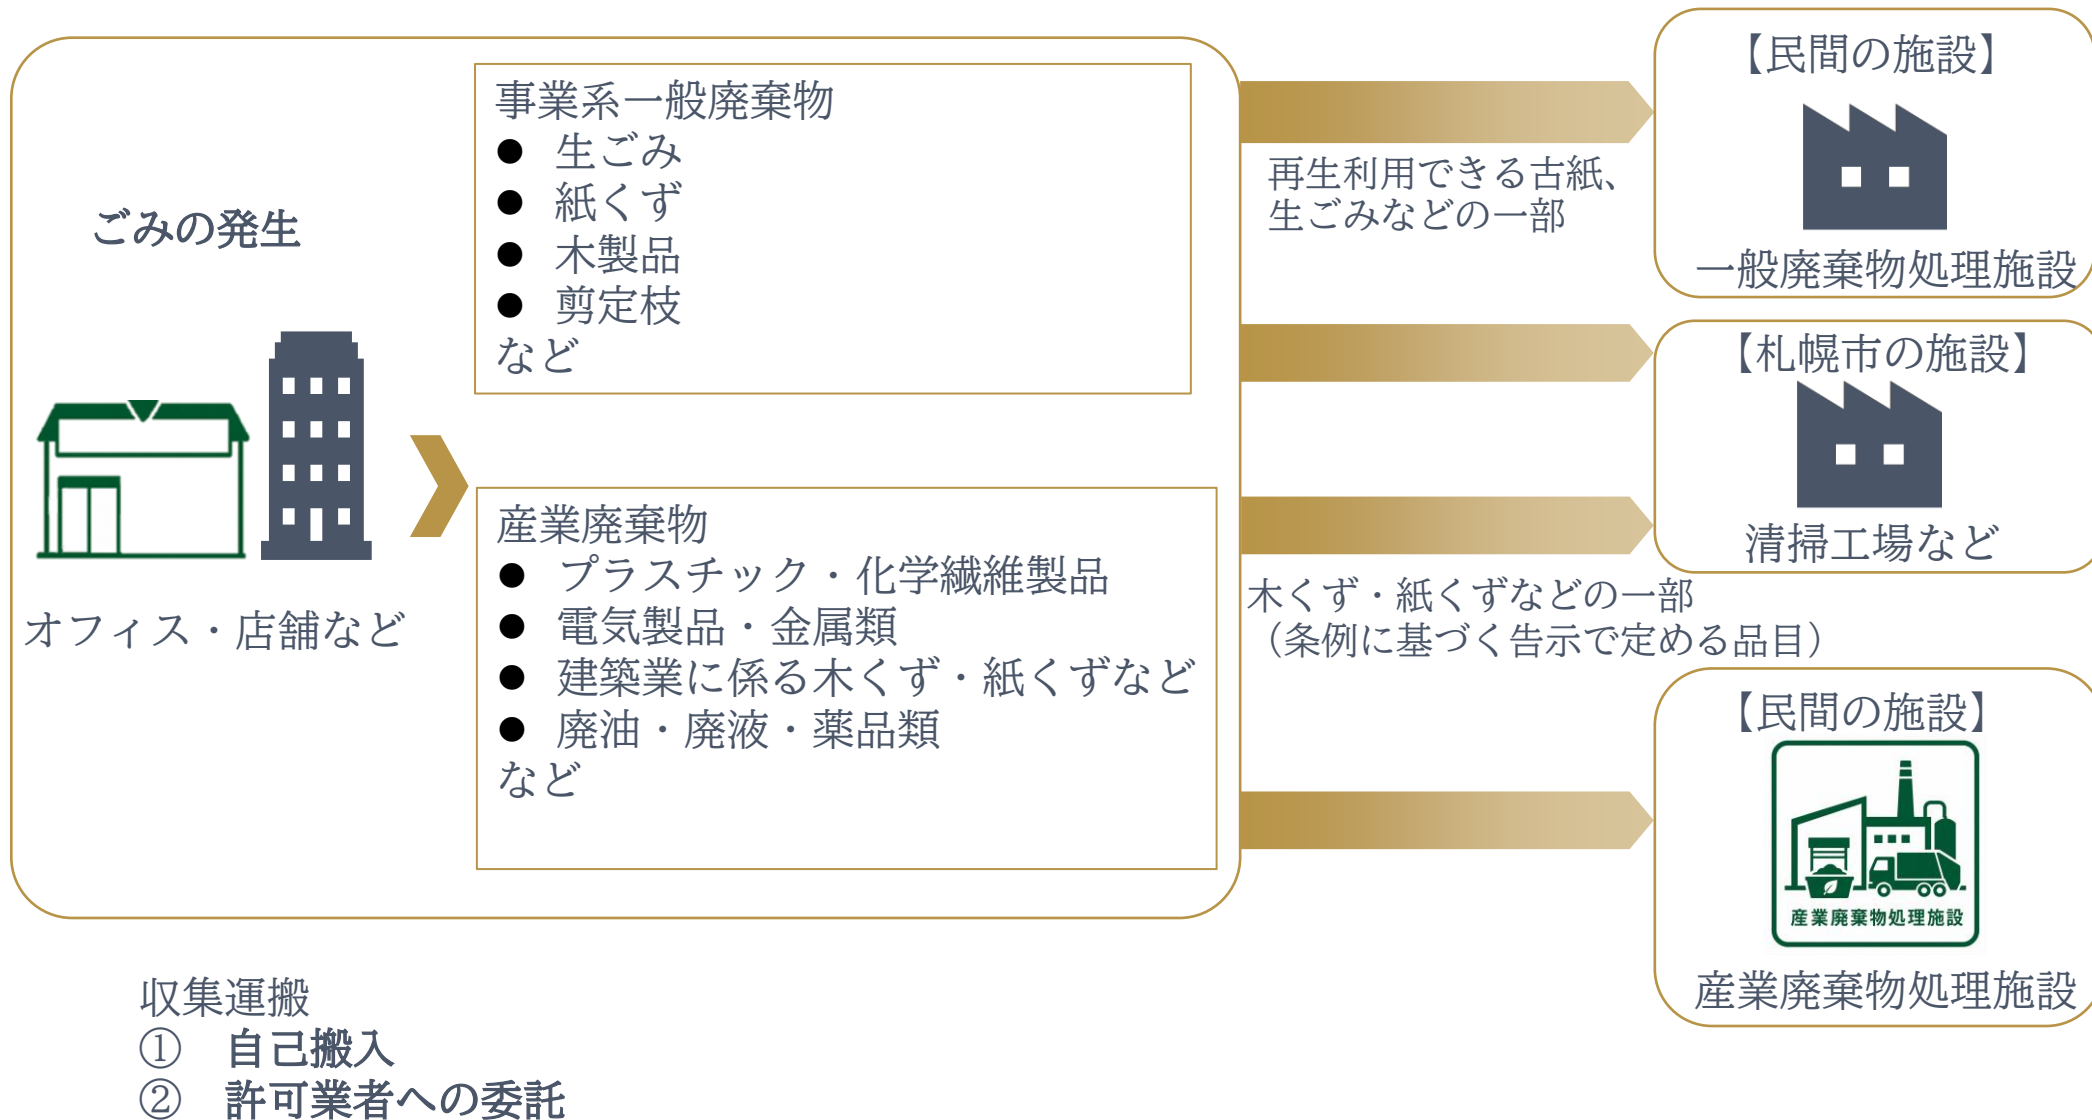 ごみの発生
オフィス・店舗など
事業系一般廃棄物
● 生ごみ
● 紙くず
● 木製品
● 剪定枝
など
産業廃棄物
● プラスチック・化学繊維製品
● 電気製品・金属類
● 建築業に係る木くず・紙くずなど
● 廃油・廃液・薬品類
など
再生利用できる古紙、
生ごみなどの一部
木くず・紙くずなどの一部
（条例に基づく告示で定める品目）
【民間の施設】
一般廃棄物処理施設
【札幌市の施設】
清掃工場など
【民間の施設】
産業廃棄物処理施設
産業廃棄物処理施設
収集運搬
① 自己搬入
② 許可業者への委託